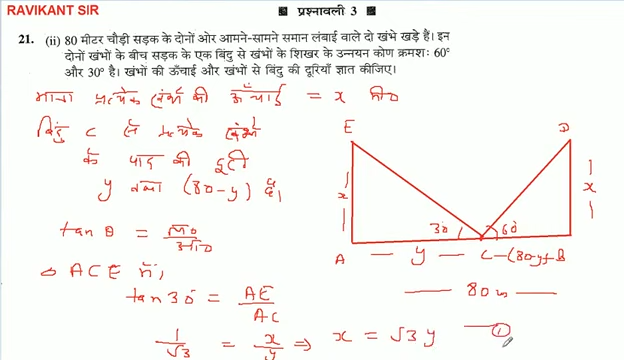 RAVIKANT SIR
प्रश्नावली 3
21. (ii) 80 मीटर चौड़ी सड़क के दोनों ओर आमने-सामने समान लंबाई वाले दो खंभे खड़े हैं। इन
दोनों खंभों के बीच सड़क के एक बिंदु से खंभों के शिखर के उन्नयन कोण क्रमशः 60°
और 30° है। खंभों की ऊँचाई और खंभों से बिंदु की दूरियाँ ज्ञात कीजिए।
माना प्रत्येक खंभों की ऊँचाई = x मी०
बिंदु C से प्रत्येक खंभों
के पाद की दूरी
y तथा (80-y) है।
tan θ = ल०/आ०
△ ACE में,
tan 30° = AE/AC
1/√3 = x/y ⇒ x = √3 y —①
E D
x x
30° 60°
A — y — C —(80-y)— B
— 80 m —